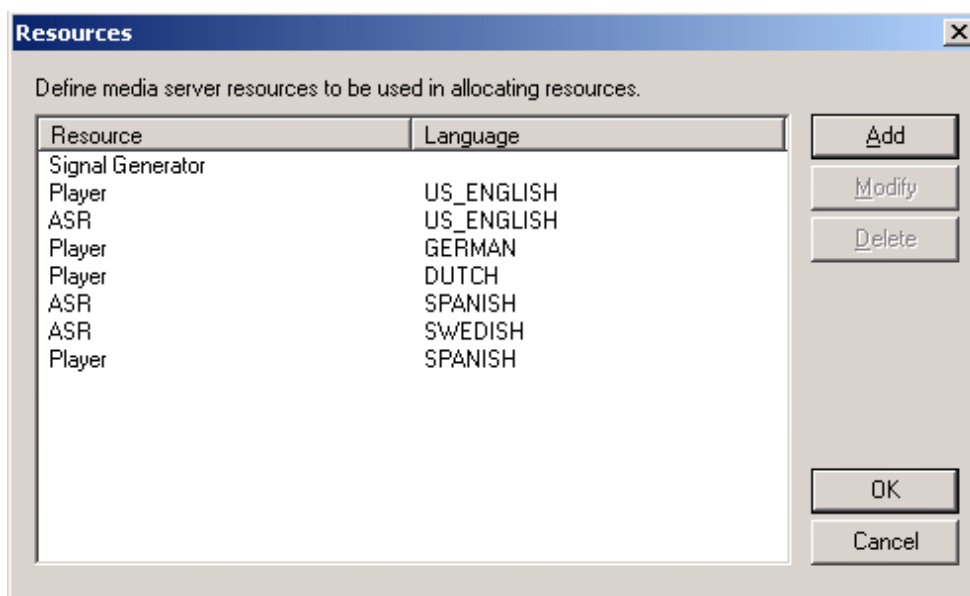 Resources
Define media server resources to be used in allocating resources.
Resource Language
Signal Generator
Player US_ENGLISH
ASR US_ENGLISH
Player GERMAN
Player DUTCH
ASR SPANISH
ASR SWEDISH
Player SPANISH
Add
Modify
Delete
OK
Cancel